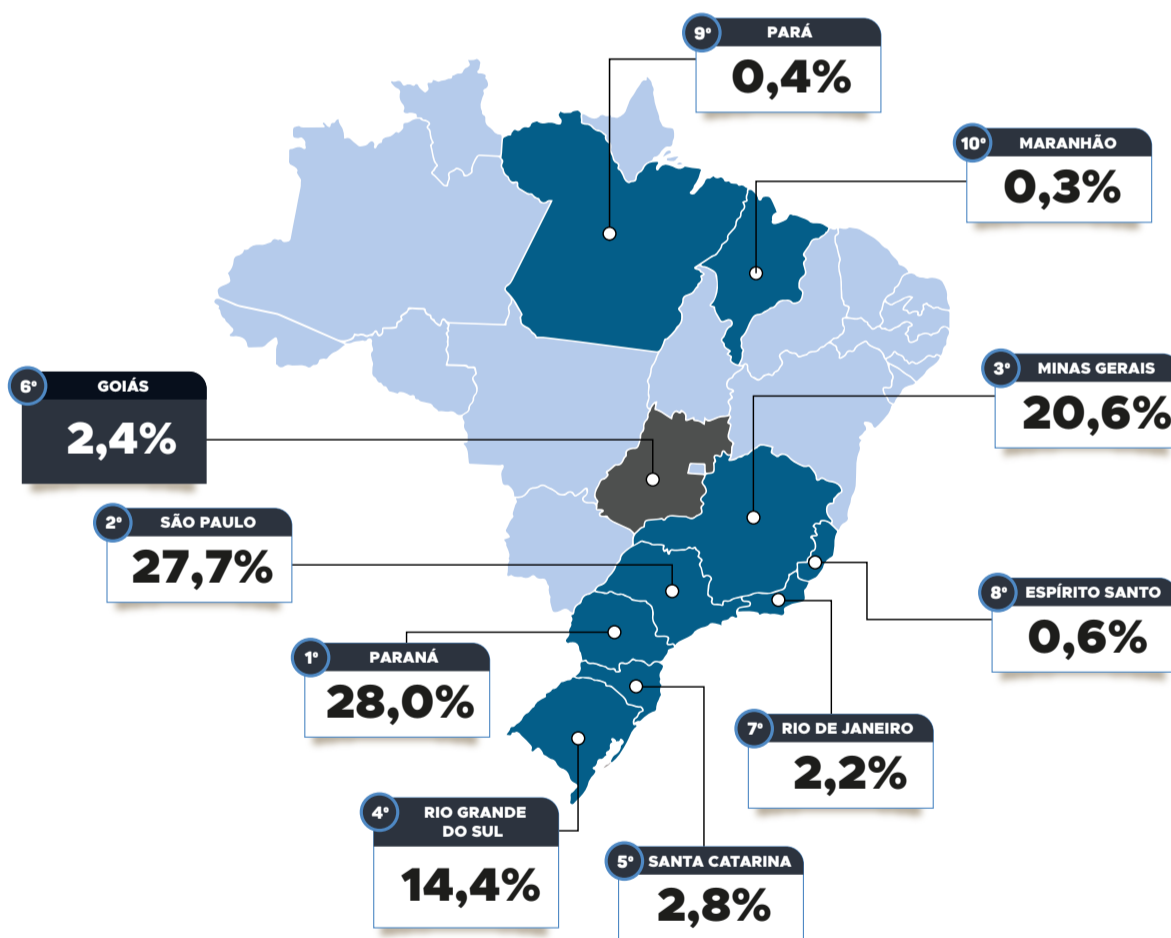 9º PARÁ
0,4%
10º MARANHÃO
0,3%
3º MINAS GERAIS
20,6%
6º GOIÁS
2,4%
2º SÃO PAULO
27,7%
8º ESPÍRITO SANTO
0,6%
1º PARANÁ
28,0%
7º RIO DE JANEIRO
2,2%
4º RIO GRANDE
DO SUL
14,4%
5º SANTA CATARINA
2,8%